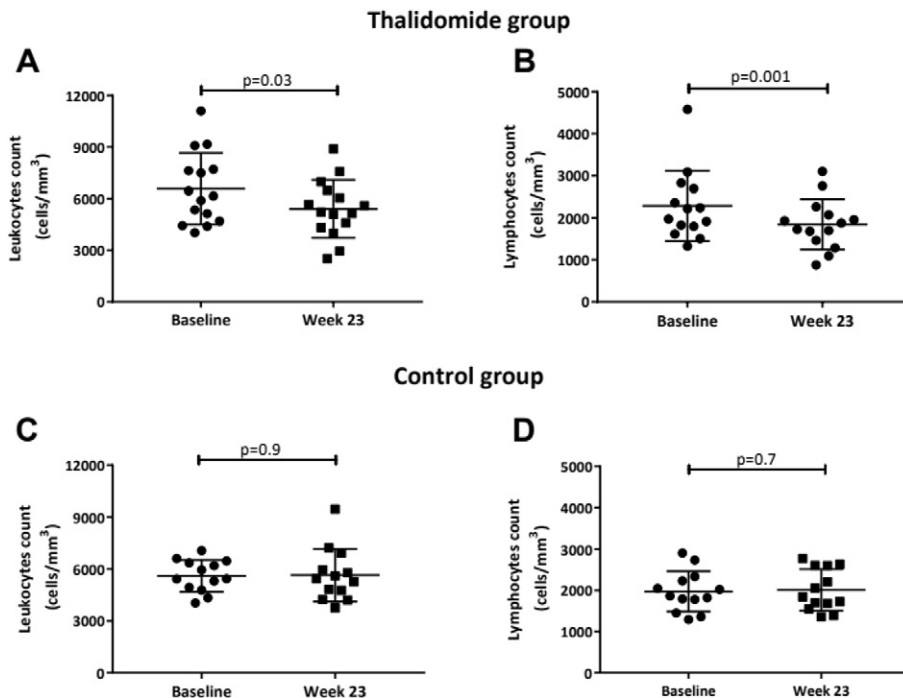 Thalidomide group
A
p=0.03
Leukocytes count
(cells/mm³)
12000
9000
6000
3000
0
Baseline
Week 23
B
p=0.001
Lymphocytes count
(cells/mm³)
5000
4000
3000
2000
1000
0
Baseline
Week 23
Control group
C
p=0.9
Leukocytes count
(cells/mm³)
12000
9000
6000
3000
0
Baseline
Week 23
D
p=0.7
Lymphocytes count
(cells/mm³)
5000
4000
3000
2000
1000
0
Baseline
Week 23